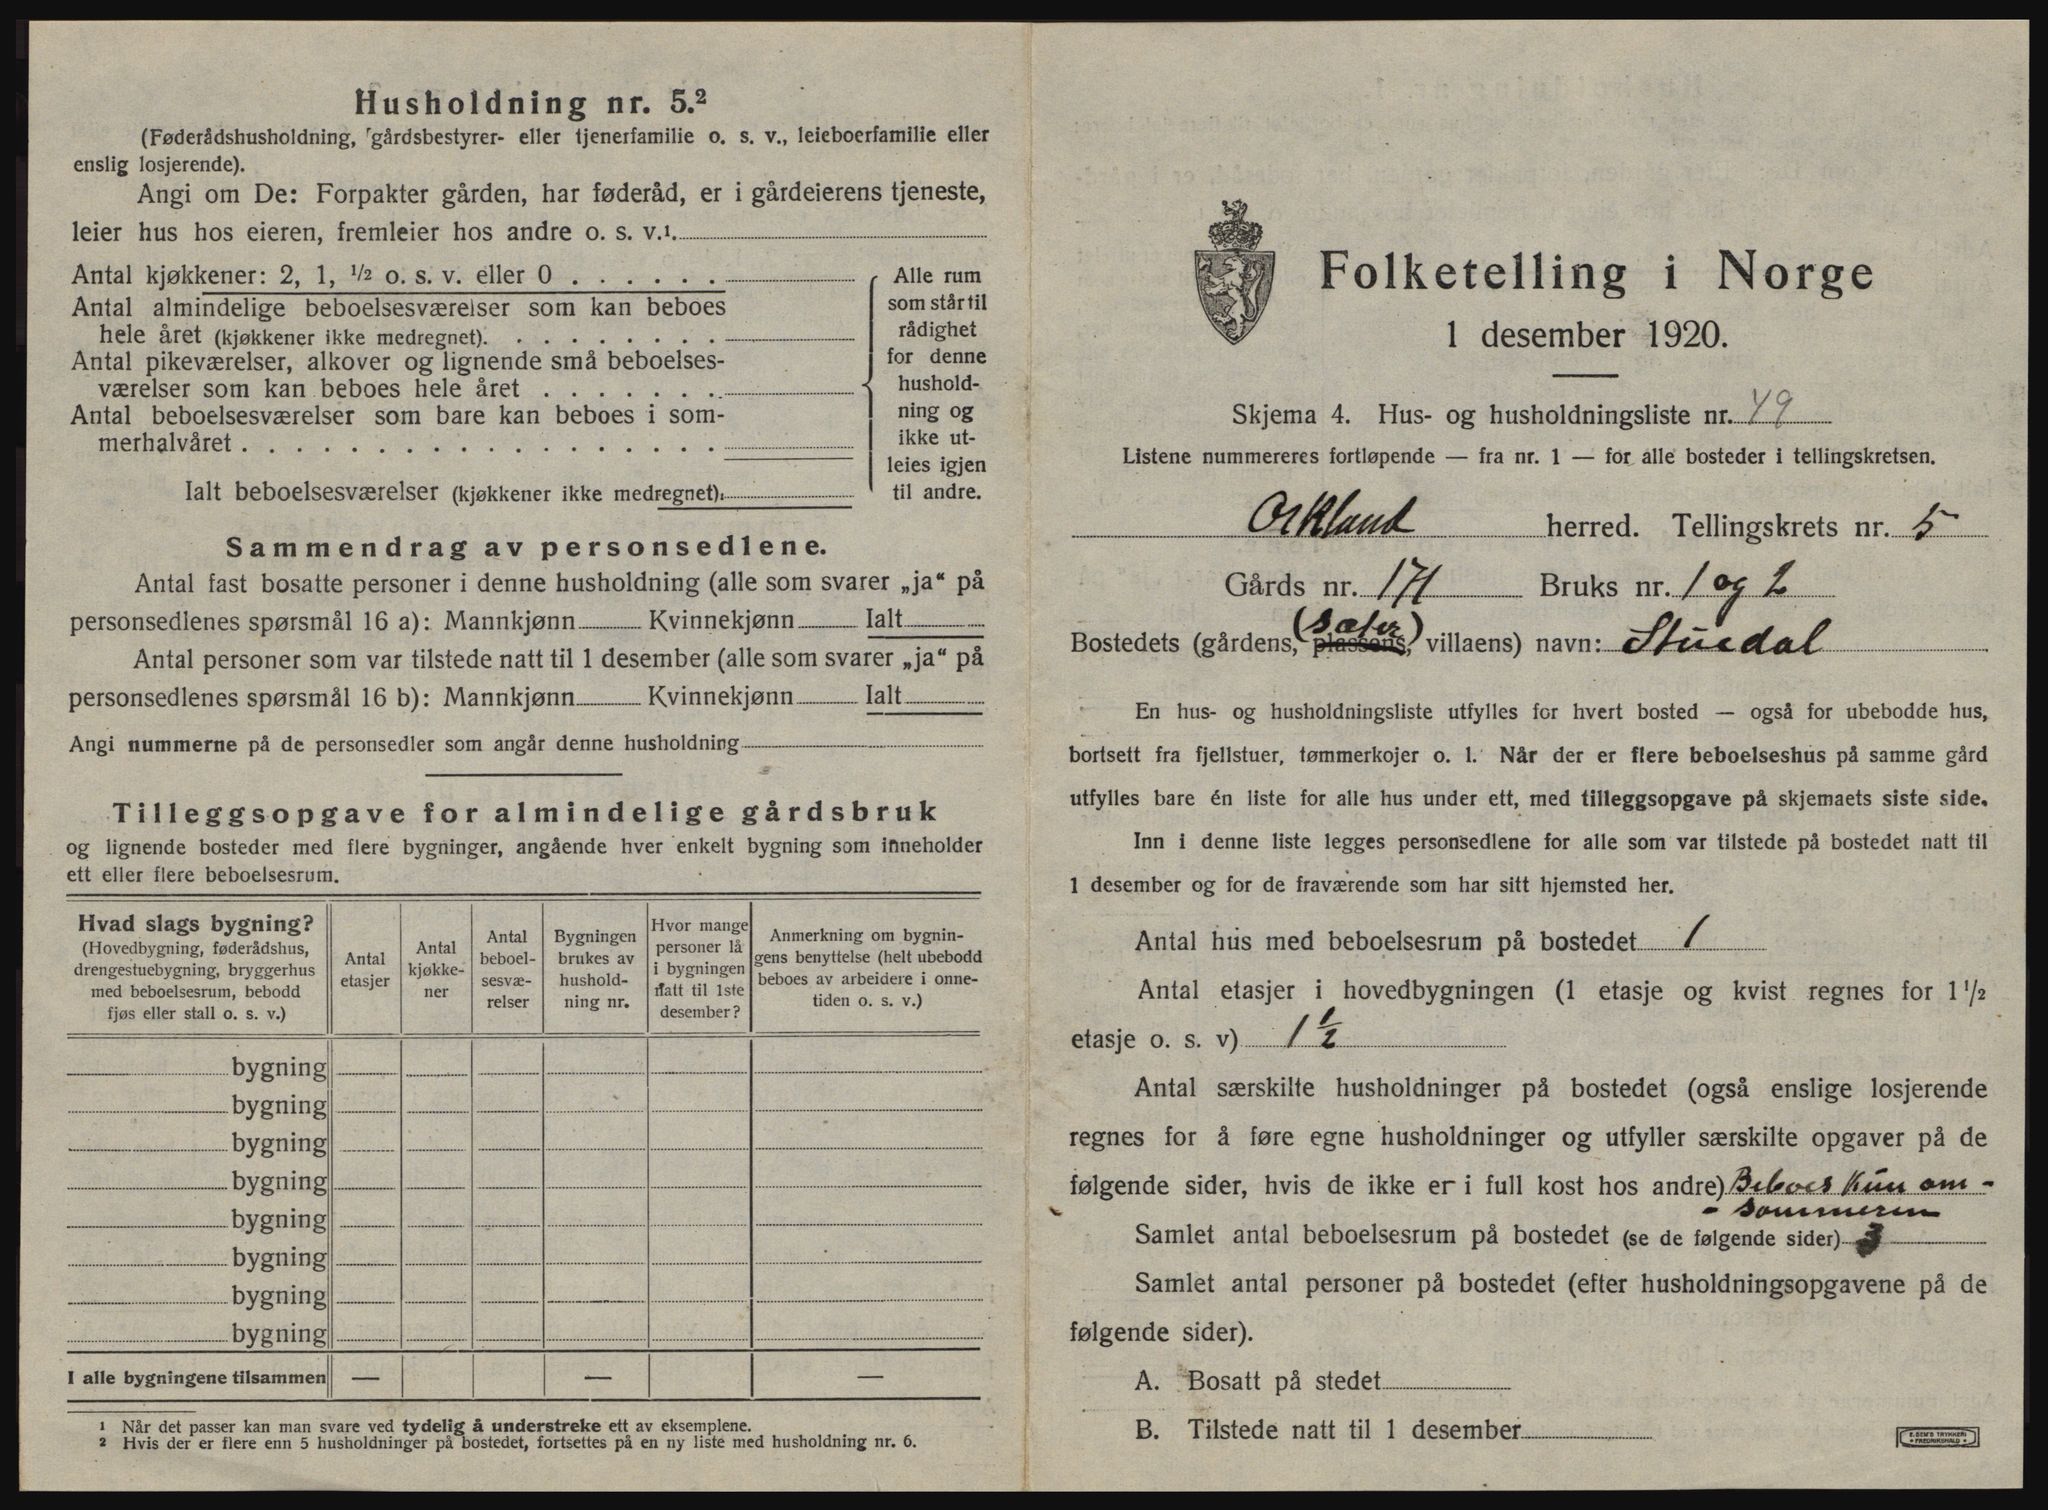 Husholdning nr. 5.²
(Føderådshusholdning, gårdsbestyrer- eller tjenerfamilie o. s. v., leieboerfamilie eller
enslig losjerende).
Angi om De: Forpakter gården, har føderåd, er i gårdeierens tjeneste,
leier hus hos eieren, fremleier hos andre o. s. v.¹.
Antal kjøkkener: 2, 1, ½ o. s. v. eller 0 . . . . . .
Antal almindelige beboelsesværelser som kan beboes
hele året (kjøkkener ikke medregnet). . . . . . . . .
Antal pikeværelser, alkover og lignende små beboelses-
værelser som kan beboes hele året . . . . . . .
Antal beboelsesværelser som bare kan beboes i som-
merhalvåret . . . . . . . . . . . . . . . . . .
Ialt beboelsesværelser (kjøkkener ikke medregnet).
Alle rum
som står til
rådighet
for denne
hushold-
ning og
ikke ut-
leies igjen
til andre.
Sammendrag av personsedlene.
Antal fast bosatte personer i denne husholdning (alle som svarer „ja“ på
personsedlenes spørsmål 16 a): Mannkjønn Kvinnekjønn Ialt
Antal personer som var tilstede natt til 1 desember (alle som svarer „ja“ på
personsedlenes spørsmål 16 b): Mannkjønn Kvinnekjønn Ialt
Angi nummerne på de personsedler som angår denne husholdning
Tilleggsopgave for almindelige gårdsbruk
og lignende bosteder med flere bygninger, angående hver enkelt bygning som inneholder
ett eller flere beboelsesrum.
Hvad slags bygning?
(Hovedbygning, føderådshus,
drengestuebygning, bryggerhus
med beboelsesrum, bebodd
fjøs eller stall o. s. v.)
Antal
etasjer
Antal
kjøkke-
ner
Antal
beboel-
sesvæ-
relser
Bygningen
brukes av
hushold-
ning nr.
Hvor mange
personer lå
i bygningen
natt til 1ste
desember?
Anmerkning om bygnin-
gens benyttelse (helt ubebodd
beboes av arbeidere i onne-
tiden o. s. v.)
bygning
bygning
bygning
bygning
bygning
bygning
bygning
bygning
I alle bygningene tilsammen — — —
¹ Når det passer kan man svare ved tydelig å understreke ett av eksemplene.
² Hvis der er flere enn 5 husholdninger på bostedet, fortsettes på en ny liste med husholdning nr. 6.
Folketelling i Norge
1 desember 1920.
Skjema 4. Hus- og husholdningsliste nr. 49
Listene nummereres fortløpende — fra nr. 1 — for alle bosteder i tellingskretsen.
Orkland herred. Tellingskrets nr. 5
Gårds nr. 171 Bruks nr. 1 og 2
(sæter)
Bostedets (gårdens, plassens, villaens) navn: Stuedal
En hus- og husholdningsliste utfylles for hvert bosted — også for ubebodde hus,
bortsett fra fjellstuer, tømmerkojer o. l. Når der er flere beboelseshus på samme gård
utfylles bare én liste for alle hus under ett, med tilleggsopgave på skjemaets siste side.
Inn i denne liste legges personsedlene for alle som var tilstede på bostedet natt til
1 desember og for de fraværende som har sitt hjemsted her.
Antal hus med beboelsesrum på bostedet 1
Antal etasjer i hovedbygningen (1 etasje og kvist regnes for 1½
etasje o. s. v) 1½
Antal særskilte husholdninger på bostedet (også enslige losjerende
regnes for å føre egne husholdninger og utfyller særskilte opgaver på de
følgende sider, hvis de ikke er i full kost hos andre) Beboes kun om-
- sommeren
Samlet antal beboelsesrum på bostedet (se de følgende sider) 3
Samlet antal personer på bostedet (efter husholdningsopgavene på de
følgende sider).
A. Bosatt på stedet
B. Tilstede natt til 1 desember
E. SEM'S TRYKKERI
• FREDRIKSHALD •